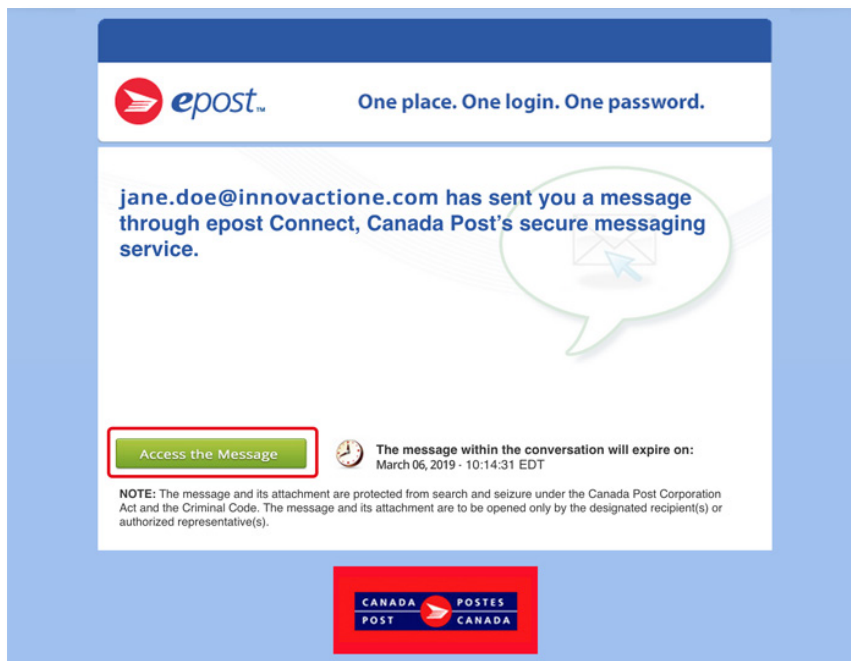 epost™
One place. One login. One password.
jane.doe@innovactione.com has sent you a message
through epost Connect, Canada Post's secure messaging
service.
Access the Message
The message within the conversation will expire on:
March 06, 2019 - 10:14:31 EDT
NOTE: The message and its attachment are protected from search and seizure under the Canada Post Corporation
Act and the Criminal Code. The message and its attachment are to be opened only by the designated recipient(s) or
authorized representative(s).
CANADA POSTES
POST CANADA